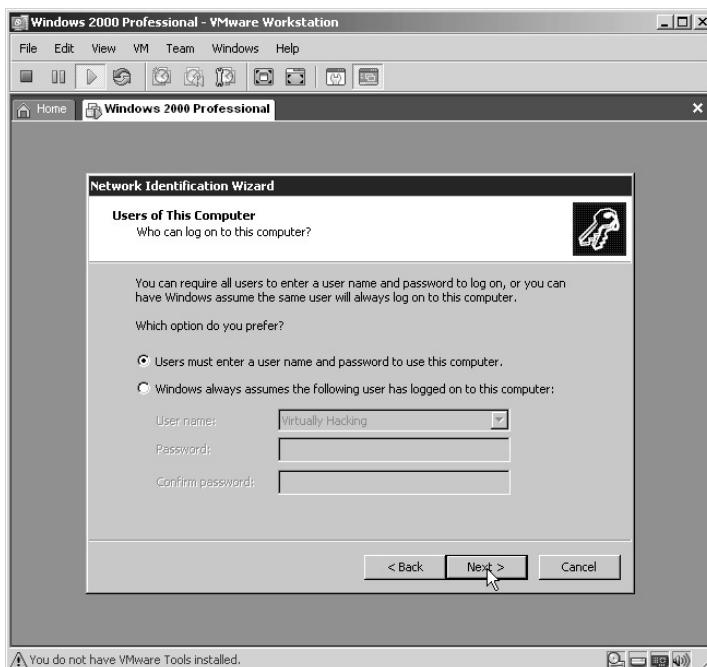 Windows 2000 Professional - VMware Workstation
File Edit View VM Team Windows Help
Home Windows 2000 Professional
Network Identification Wizard
Users of This Computer
Who can log on to this computer?
You can require all users to enter a user name and password to log on, or you can
have Windows assume the same user will always log on to this computer.
Which option do you prefer?
Users must enter a user name and password to use this computer.
Windows always assumes the following user has logged on to this computer:
User name: Virtually Hacking
Password:
Confirm password:
< Back Next > Cancel
You do not have VMware Tools installed.